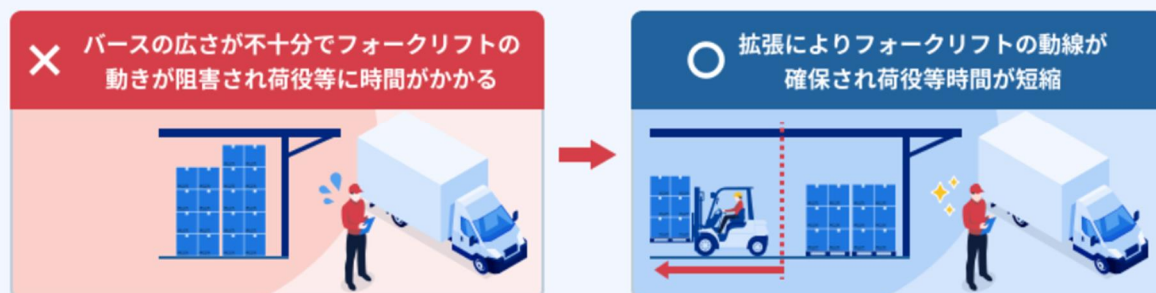 バースの広さが不十分でフォークリフトの
動きが阻害され荷役等に時間がかかる
拡張によりフォークリフトの動線が
確保され荷役等時間が短縮